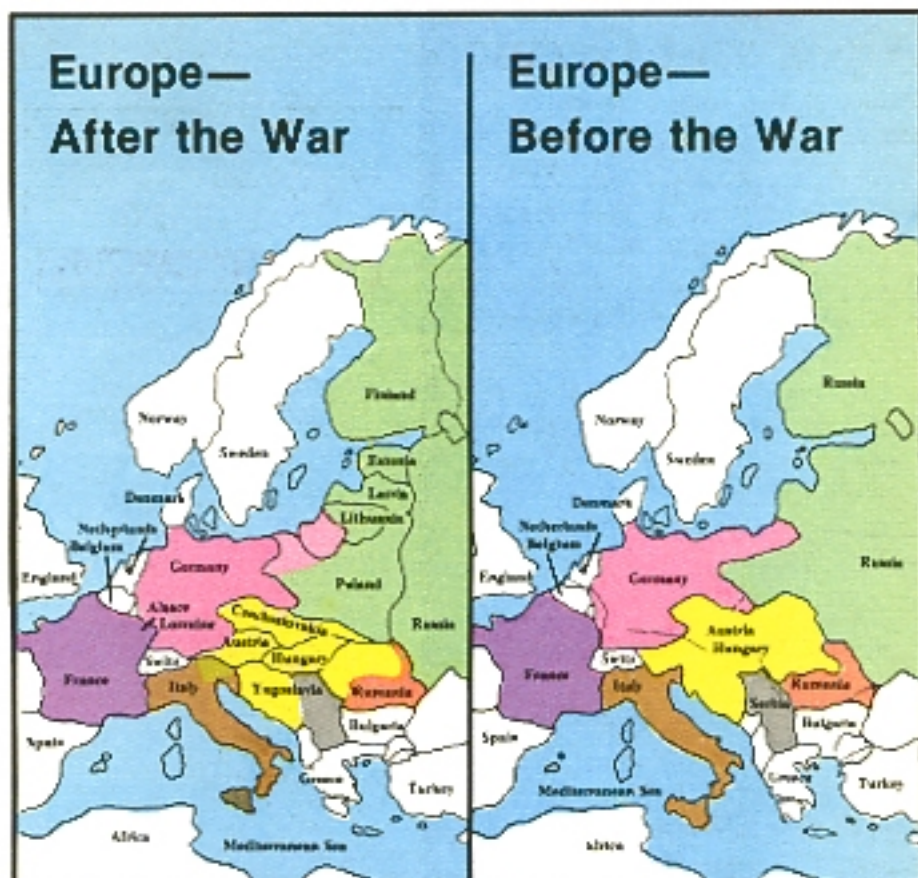 Europe—
After the War
Norway
Sweden
Finland
Estonia
Latvia
Lithuania
Denmark
Netherlands
Belgium
England
Germany
Poland
Alsace
Lorraine
Czechoslovakia
Russia
Austria
Hungary
Switz
France
Italy
Yugoslavia
Rumania
Bulgaria
Spain
Greece
Turkey
Africa
Mediterranean Sea
Europe—
Before the War
Russia
Norway
Sweden
Denmark
Netherlands
Belgium
England
Germany
Russia
Austria
Hungary
Switz
France
Italy
Rumania
Serbia
Bulgaria
Spain
Greece
Turkey
Mediterranean Sea
Africa